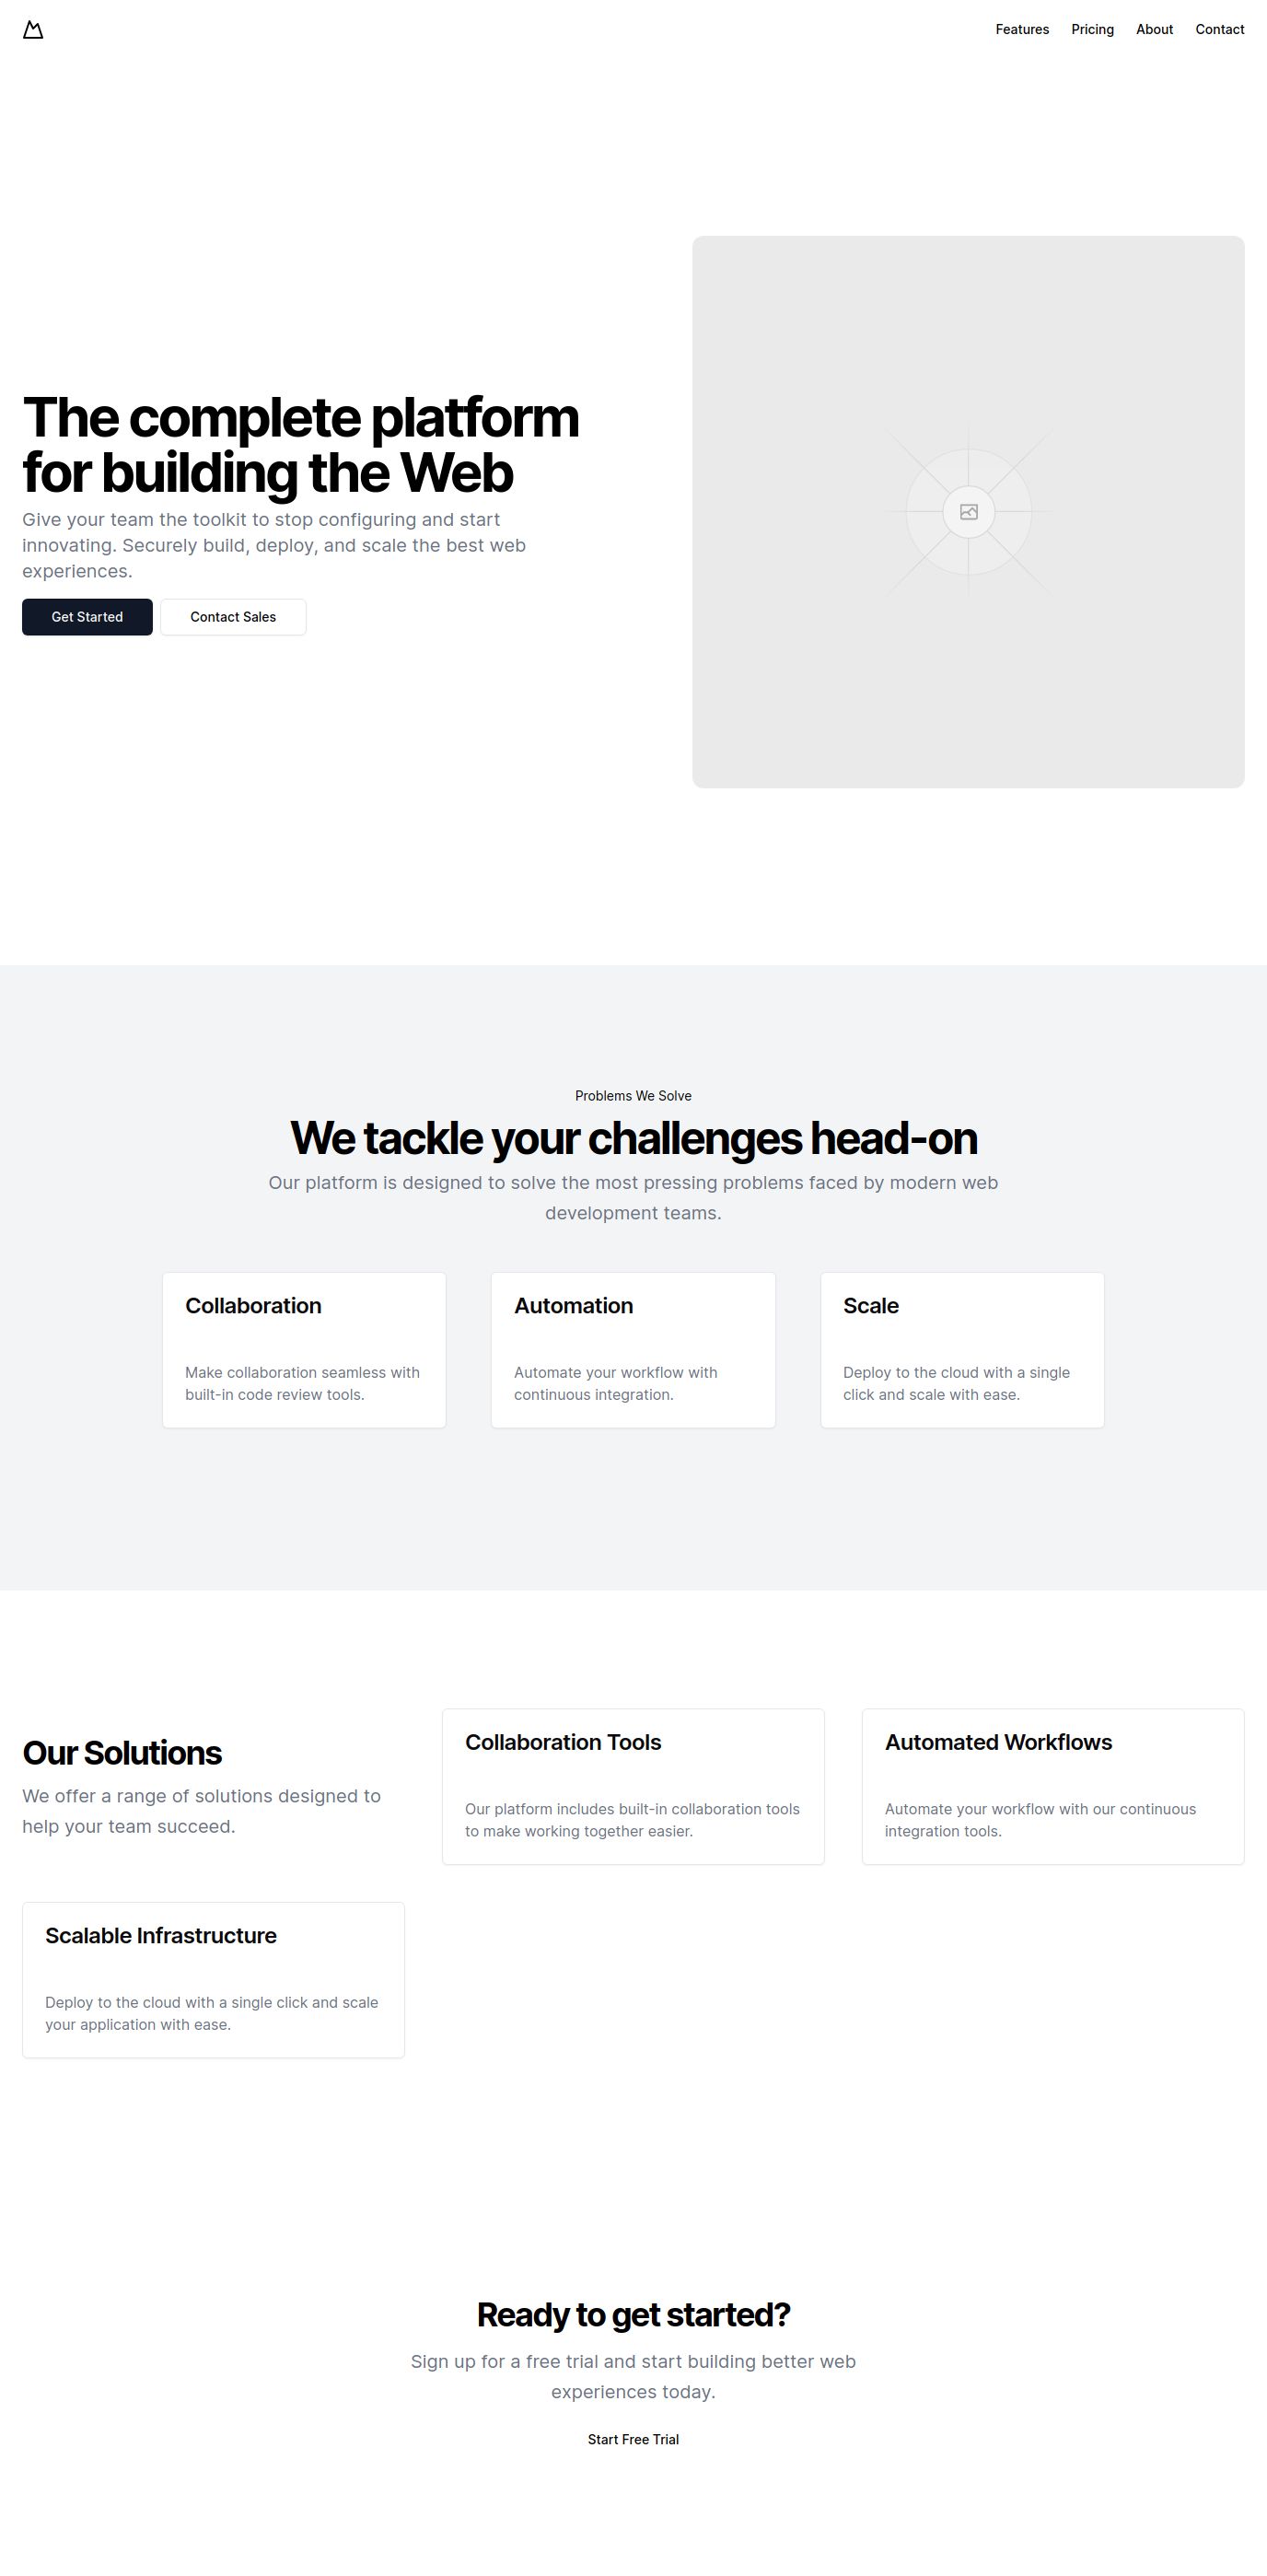 Features Pricing About Contact
The complete platform
for building the Web
Give your team the toolkit to stop configuring and start
innovating. Securely build, deploy, and scale the best web
experiences.
Get Started Contact Sales
Problems We Solve
We tackle your challenges head-on
Our platform is designed to solve the most pressing problems faced by modern web
development teams.
Collaboration
Make collaboration seamless with
built-in code review tools.
Automation
Automate your workflow with
continuous integration.
Scale
Deploy to the cloud with a single
click and scale with ease.
Our Solutions
We offer a range of solutions designed to
help your team succeed.
Collaboration Tools
Our platform includes built-in collaboration tools
to make working together easier.
Automated Workflows
Automate your workflow with our continuous
integration tools.
Scalable Infrastructure
Deploy to the cloud with a single click and scale
your application with ease.
Ready to get started?
Sign up for a free trial and start building better web
experiences today.
Start Free Trial